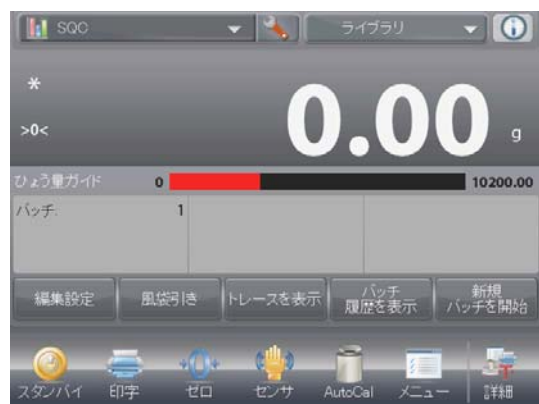 SQC ライブラリ
*
>0<
0.00 g
ひょう量ガイド 0 10200.00
バッチ: 1
編集設定 風袋引き トレースを表示 バッチ 履歴を表示 新規 バッチを開始
スタンバイ 印字 ゼロ センサ AutoCal メニュー 詳細